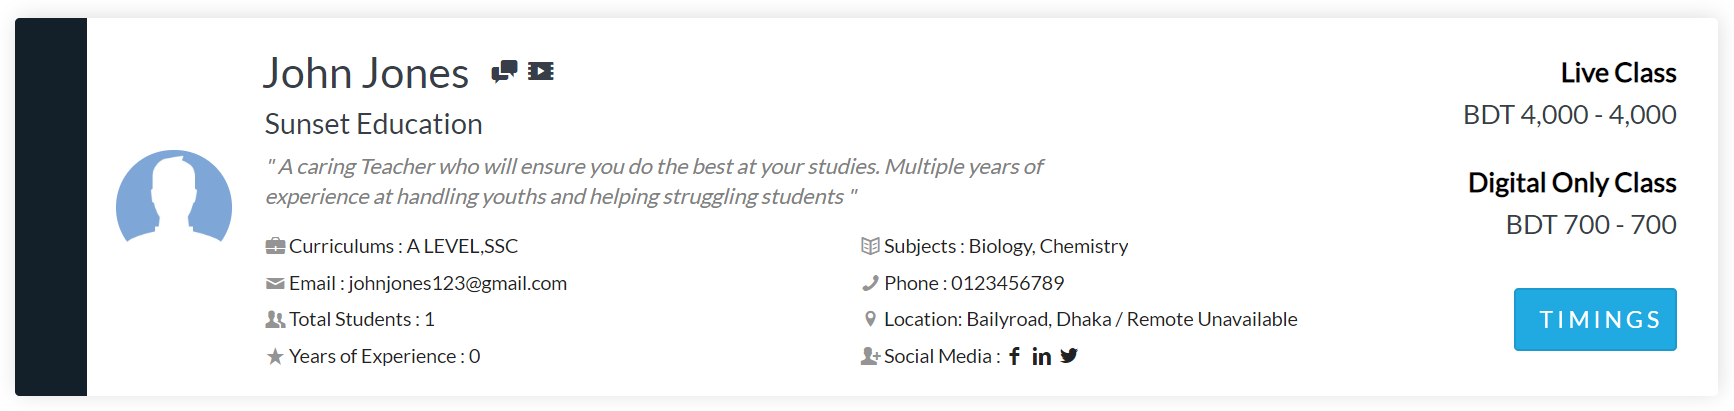 John Jones
Sunset Education
" A caring Teacher who will ensure you do the best at your studies. Multiple years of
experience at handling youths and helping struggling students "
Curriculums : A LEVEL,SSC
Email : johnjones123@gmail.com
Total Students : 1
Years of Experience : 0
Subjects : Biology, Chemistry
Phone : 0123456789
Location: Bailyroad, Dhaka / Remote Unavailable
Social Media :
Live Class
BDT 4,000 - 4,000
Digital Only Class
BDT 700 - 700
TIMINGS